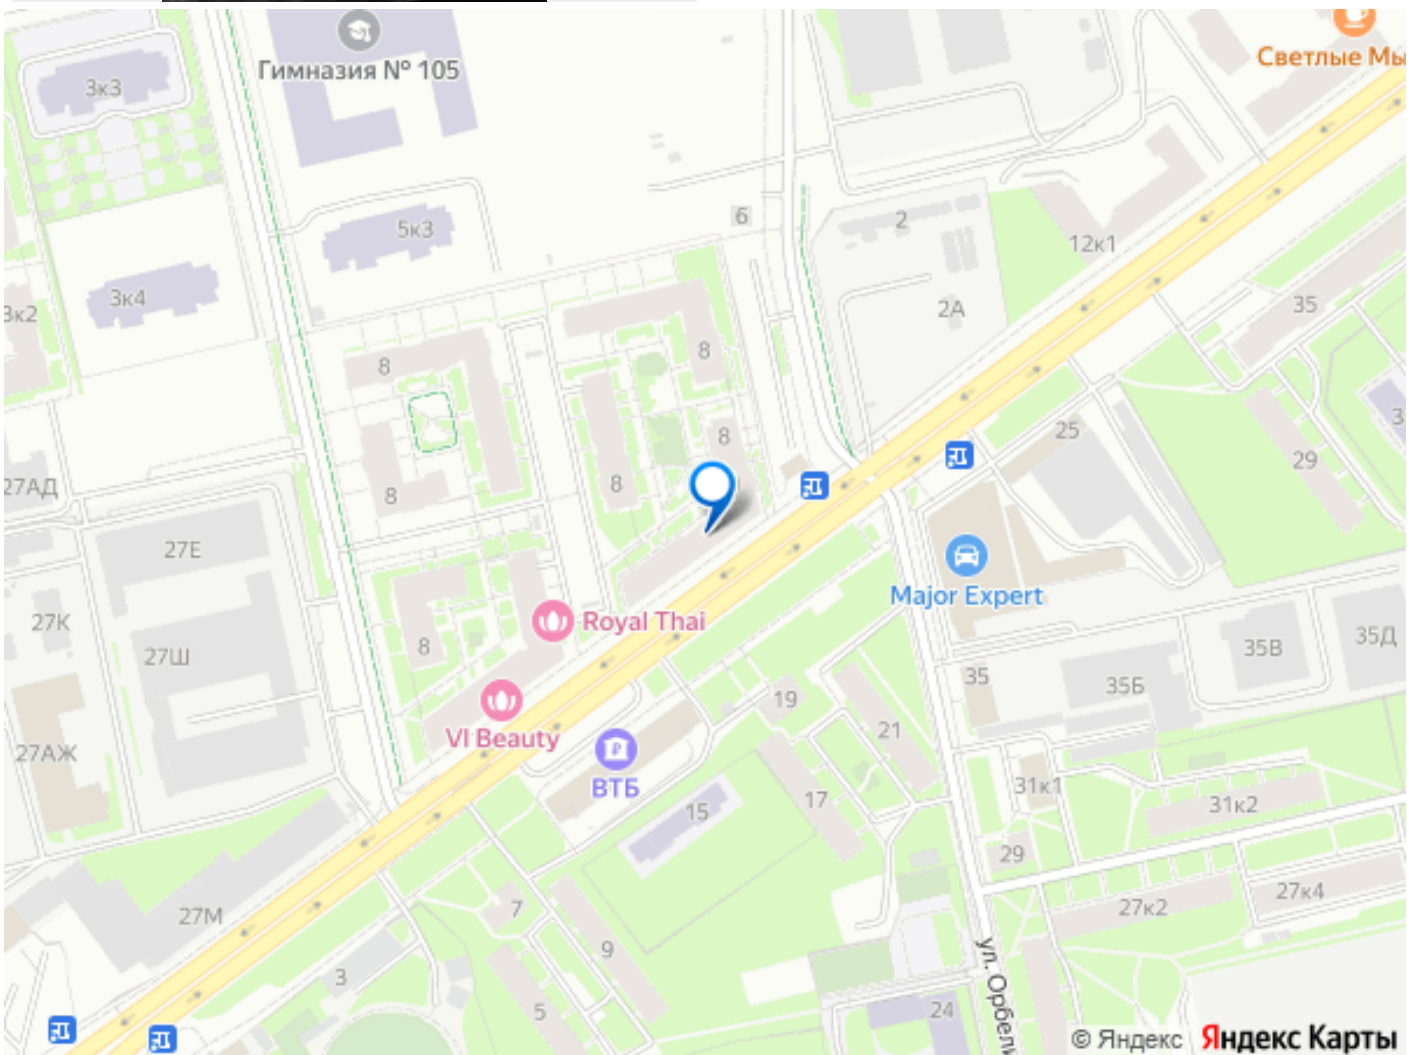 Гимназия № 105
Светлые Мы
3к3
5к3
6
2
12к1
3к4
3к2
2А
35
8
8
8
25
3
29
27АД
8
8
27Е
Major Expert
27К
Royal Thai
35Д
35В
27Ш
8
35
35Б
19
21
VI Beauty
27АЖ
ВТБ
31к1
17
31к2
15
29
27к4
27к2
7
27М
9
ул. Орбели
3
5
24
© Яндекс Яндекс Карты